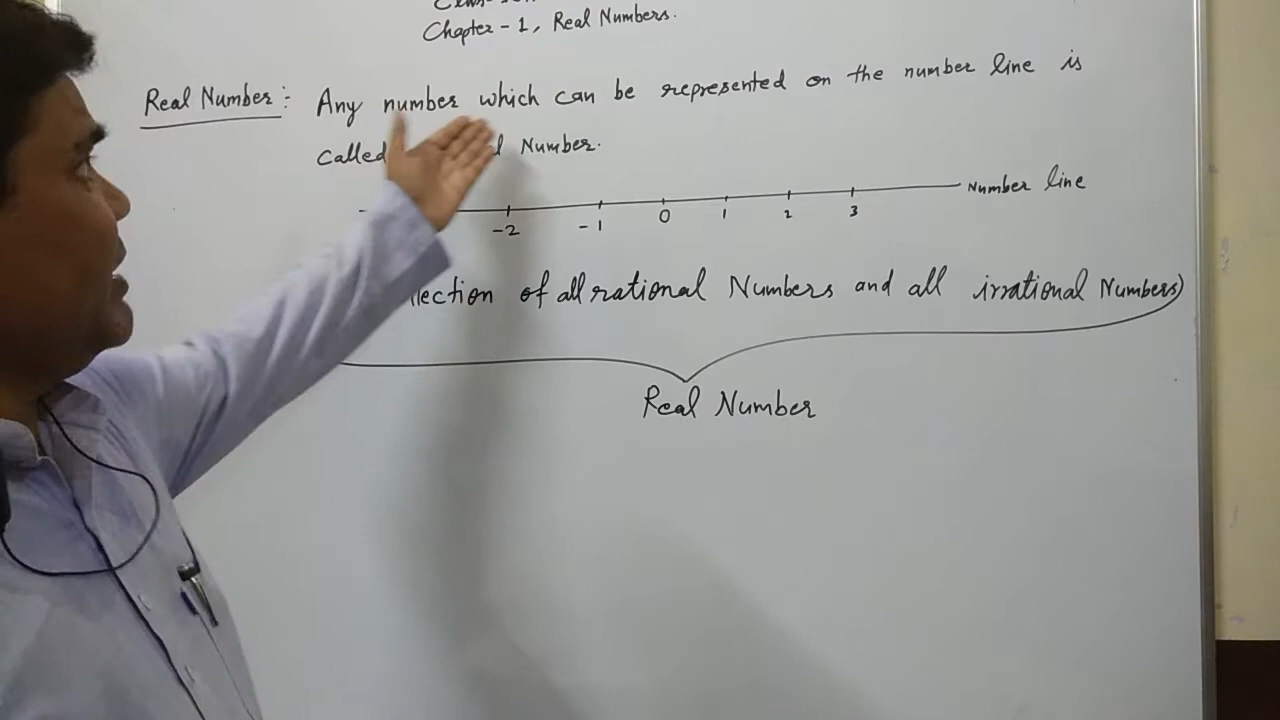 Chapter - 1, Real Numbers.
Real Number :- Any number which can be represented on the number line is
called Number.
-2 -1 0 1 2 3 Number line
of all rational Numbers and all irrational Numbers)
Real Number